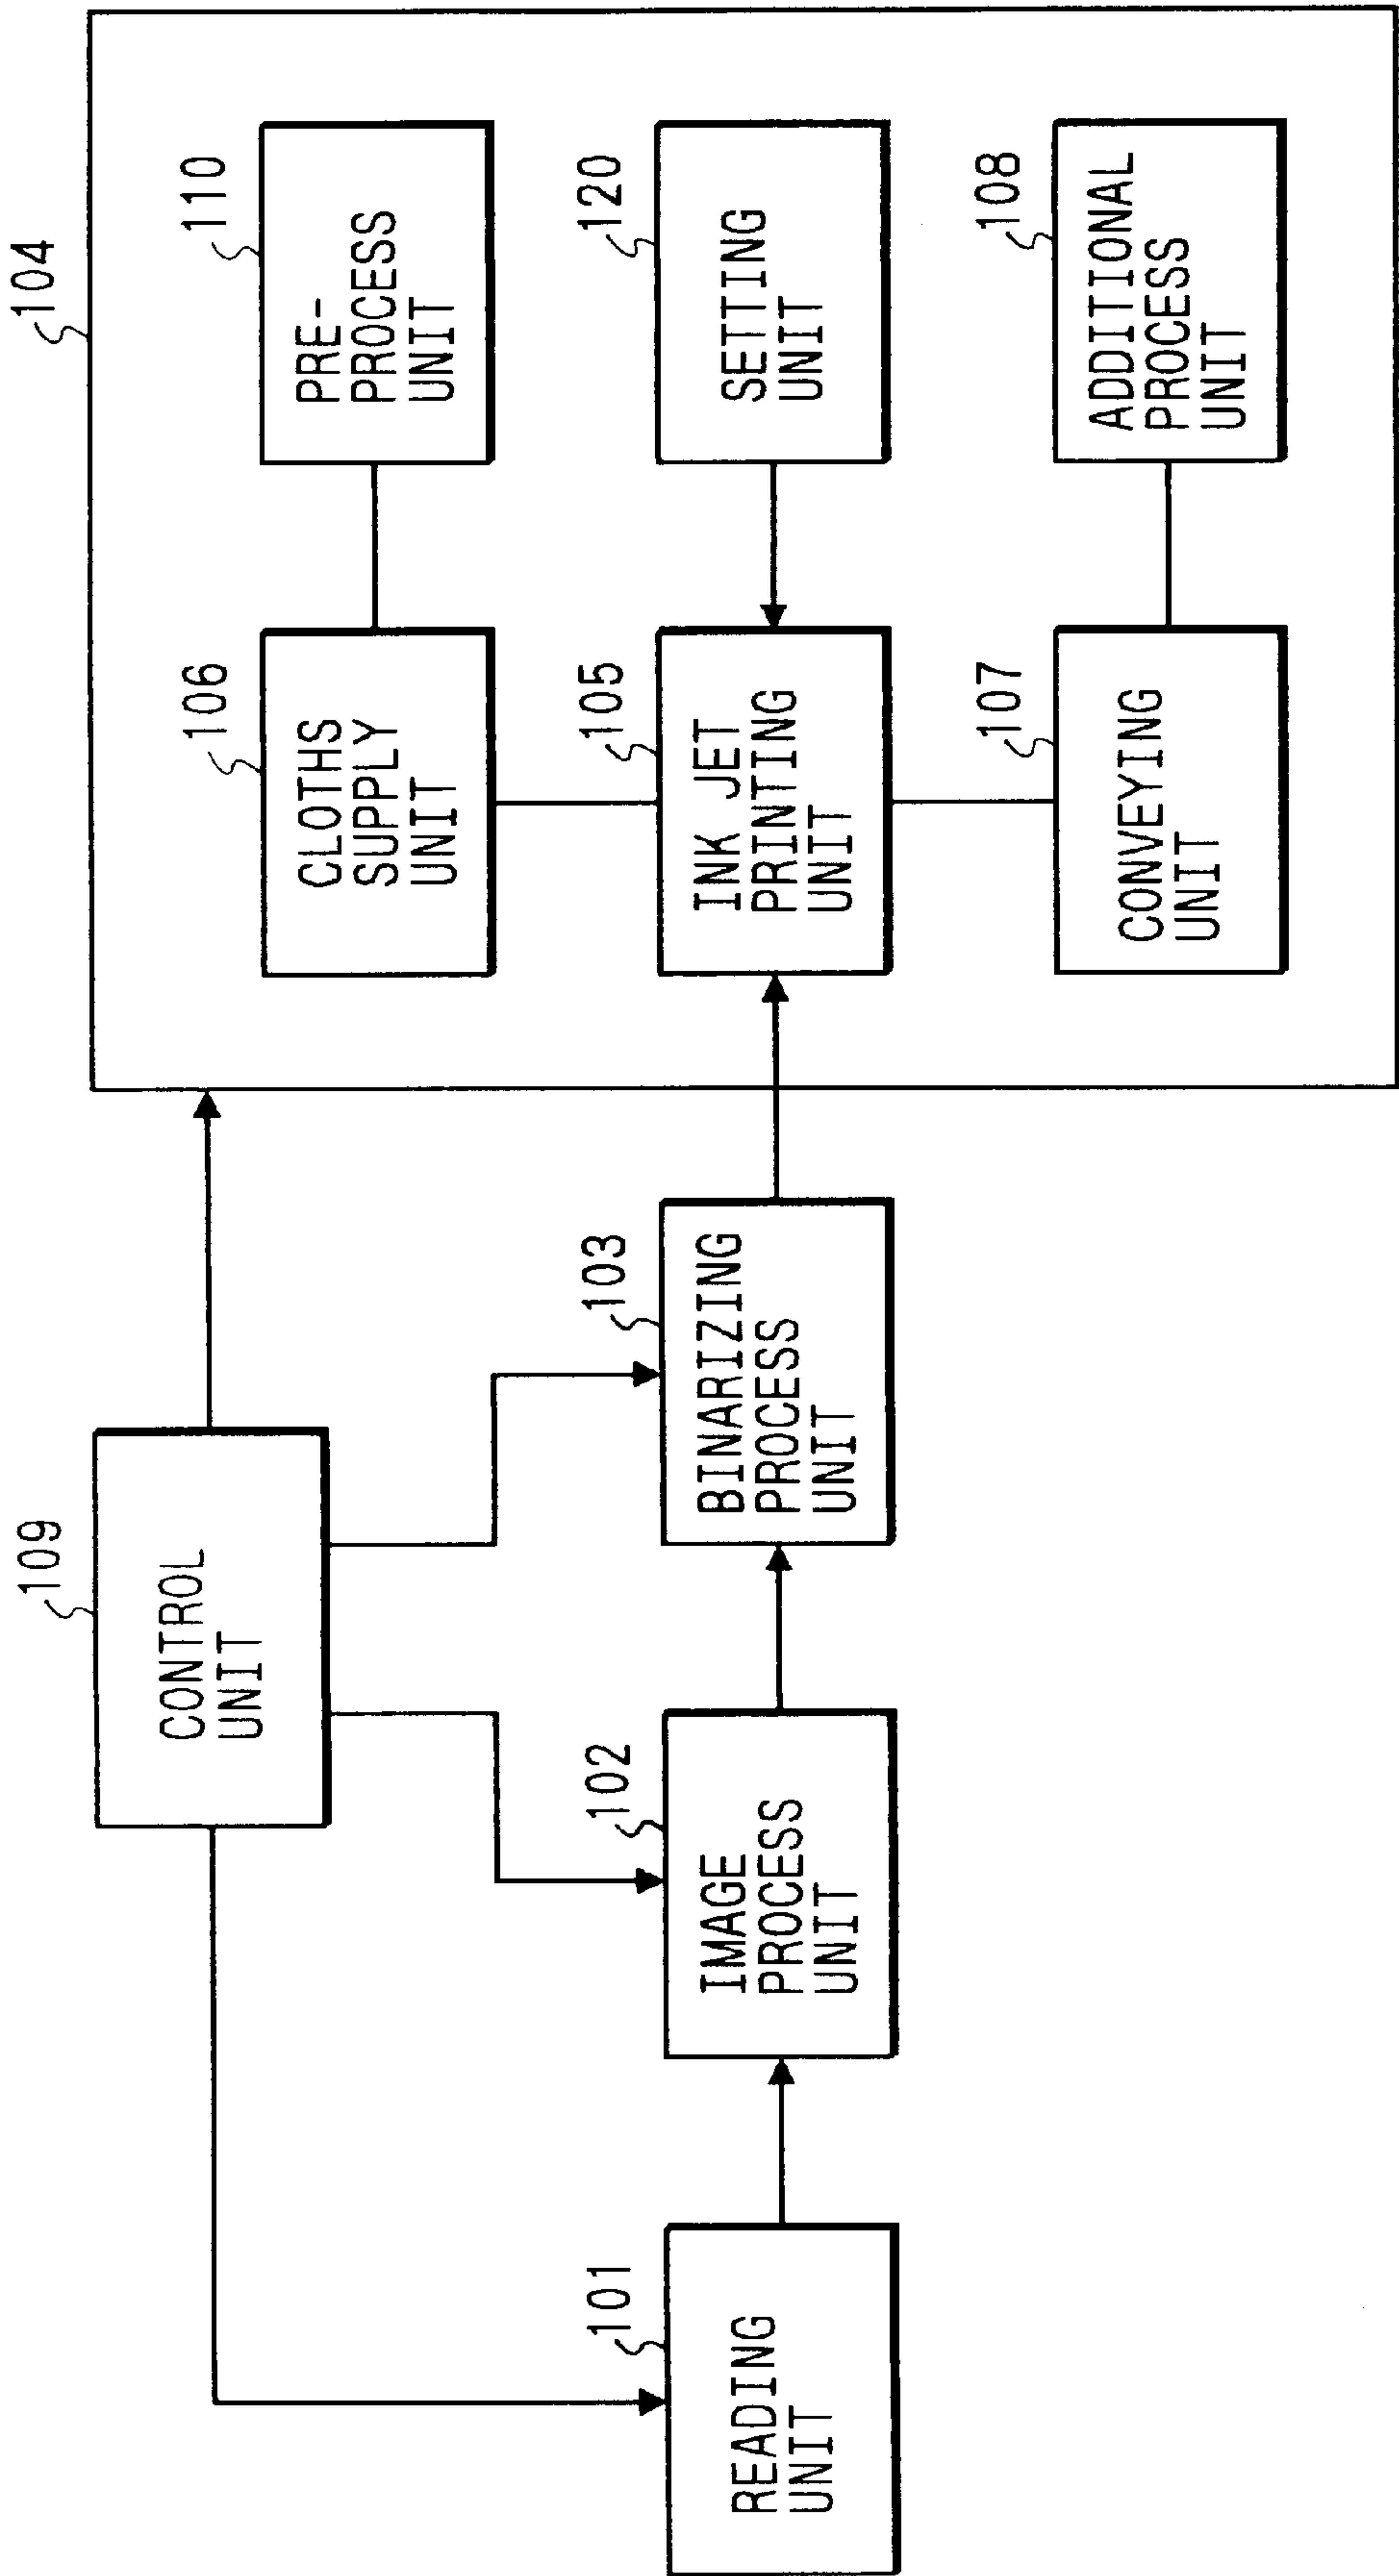 104
109
CONTROL
UNIT
106
CLOTHS
SUPPLY
UNIT
110
PRE-
PROCESS
UNIT
101
READING
UNIT
102
IMAGE
PROCESS
UNIT
103
BINARIZING
PROCESS
UNIT
105
INK JET
PRINTING
UNIT
120
SETTING
UNIT
107
CONVEYING
UNIT
108
ADDITIONAL
PROCESS
UNIT